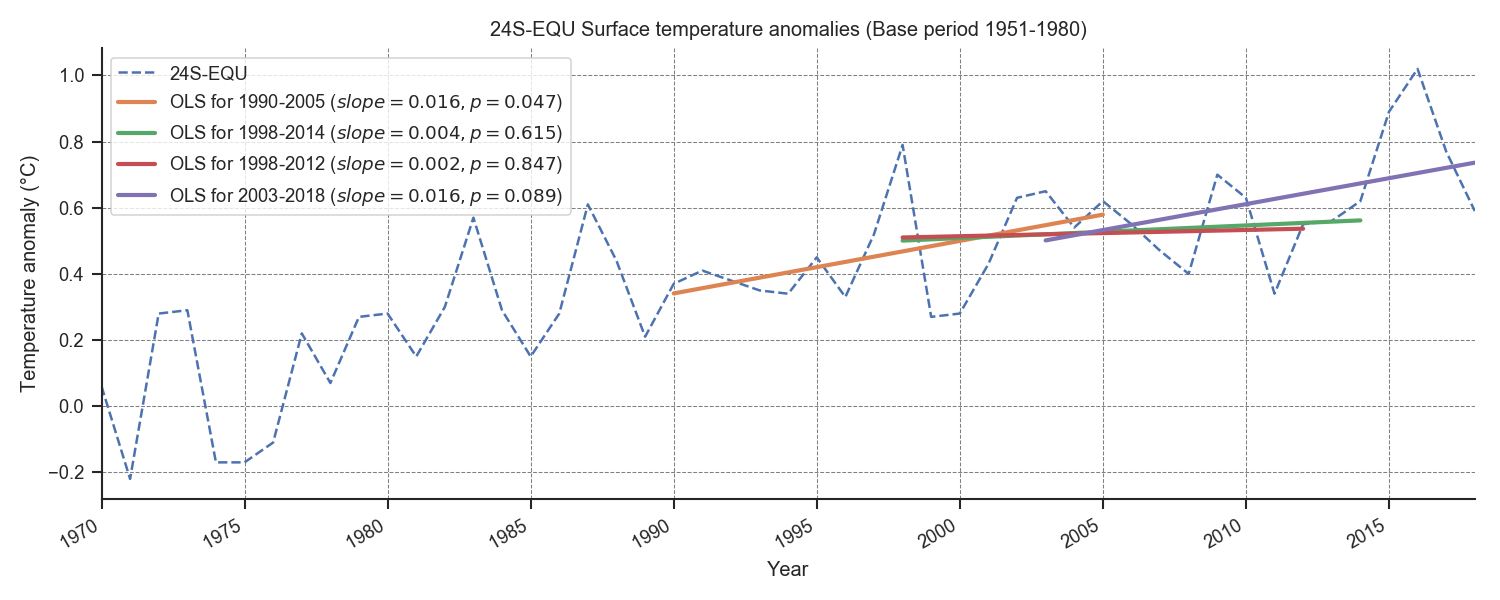 24S-EQU Surface temperature anomalies (Base period 1951-1980)
24S-EQU
OLS for 1990-2005 (slope = 0.016, p = 0.047)
OLS for 1998-2014 (slope = 0.004, p = 0.615)
OLS for 1998-2012 (slope = 0.002, p = 0.847)
OLS for 2003-2018 (slope = 0.016, p = 0.089)
Temperature anomaly (°C)
1.0
0.8
0.6
0.4
0.2
0.0
−0.2
1970
1975
1980
1985
1990
1995
2000
2005
2010
2015
Year